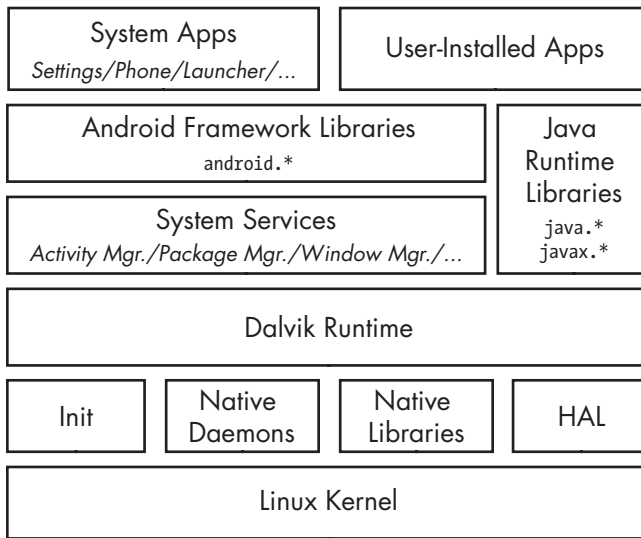 System Apps
Settings/Phone/Launcher/...
User-Installed Apps
Android Framework Libraries
android.*
Java
Runtime
Libraries
java.*
javax.*
System Services
Activity Mgr./Package Mgr./Window Mgr./...
Dalvik Runtime
Init
Native
Daemons
Native
Libraries
HAL
Linux Kernel